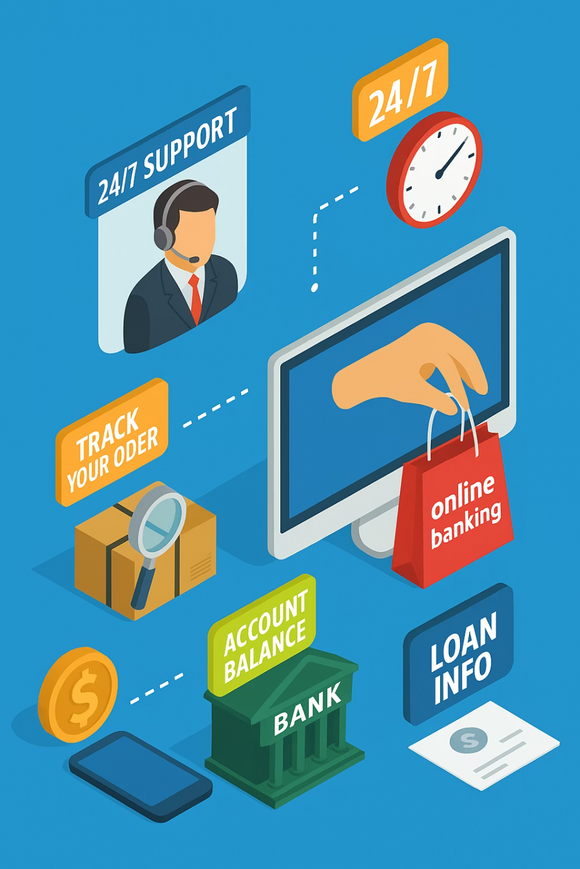 24/7
24/7 SUPPORT
TRACK
YOUR ODER
online
banking
ACCOUNT
BALANCE
BANK
LOAN
INFO
$
S